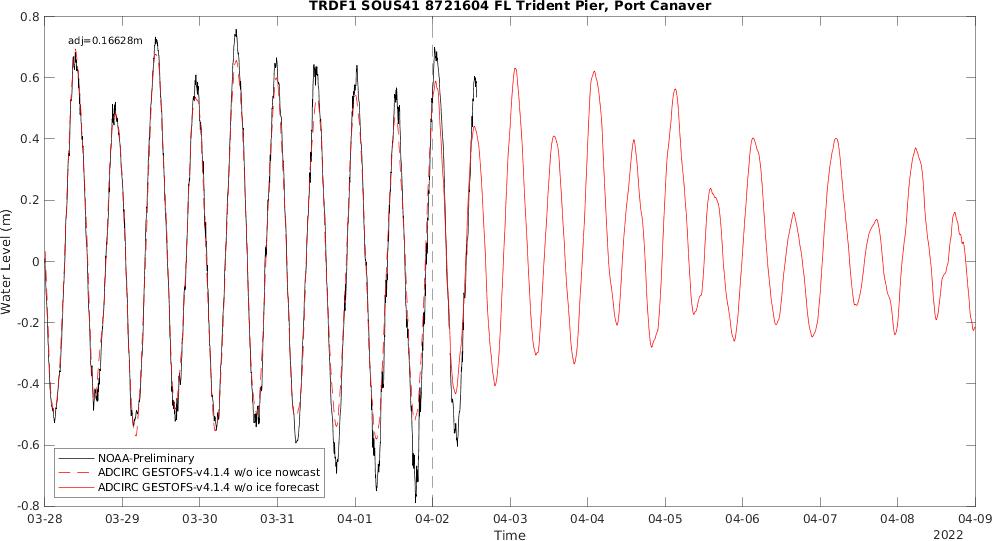 TRDF1 SOUS41 8721604 FL Trident Pier, Port Canaver
adj=0.16628m
0.8
0.6
0.4
0.2
0
-0.2
-0.4
-0.6
-0.8
Water Level (m)
NOAA-Preliminary
ADCIRC GESTOFS-v4.1.4 w/o ice nowcast
ADCIRC GESTOFS-v4.1.4 w/o ice forecast
03-28 03-29 03-30 03-31 04-01 04-02 04-03 04-04 04-05 04-06 04-07 04-08 04-09
Time
2022